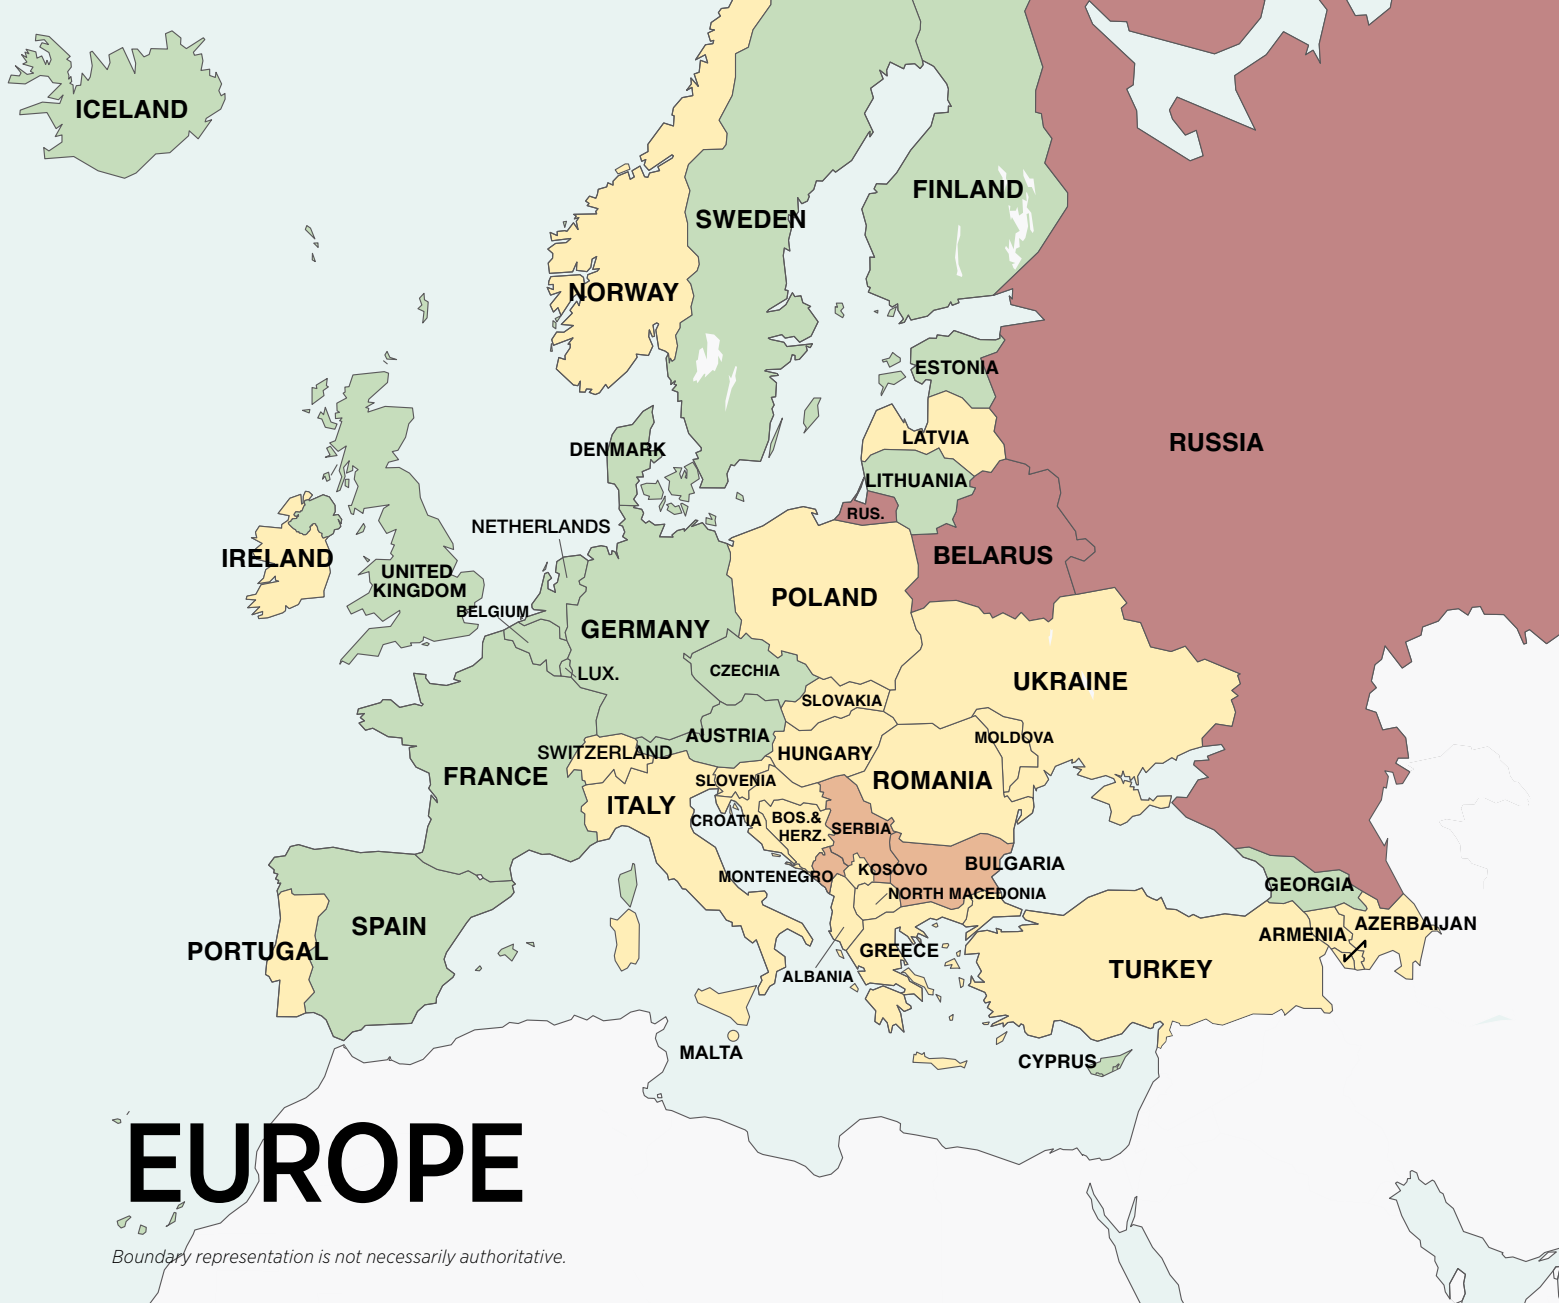 ICELAND
FINLAND
SWEDEN
NORWAY
ESTONIA
LATVIA
RUSSIA
DENMARK
LITHUANIA
RUS.
NETHERLANDS
IRELAND
BELARUS
UNITED
KINGDOM
POLAND
BELGIUM
GERMANY
LUX.
CZECHIA
UKRAINE
SLOVAKIA
AUSTRIA
MOLDOVA
SWITZERLAND
HUNGARY
FRANCE
SLOVENIA
ROMANIA
ITALY
CROATIA
BOS.&
HERZ.
SERBIA
BULGARIA
KOSOVO
MONTENEGRO
GEORGIA
NORTH MACEDONIA
SPAIN
AZERBAIJAN
ARMENIA
PORTUGAL
GREECE
TURKEY
ALBANIA
MALTA
CYPRUS
EUROPE
Boundary representation is not necessarily authoritative.